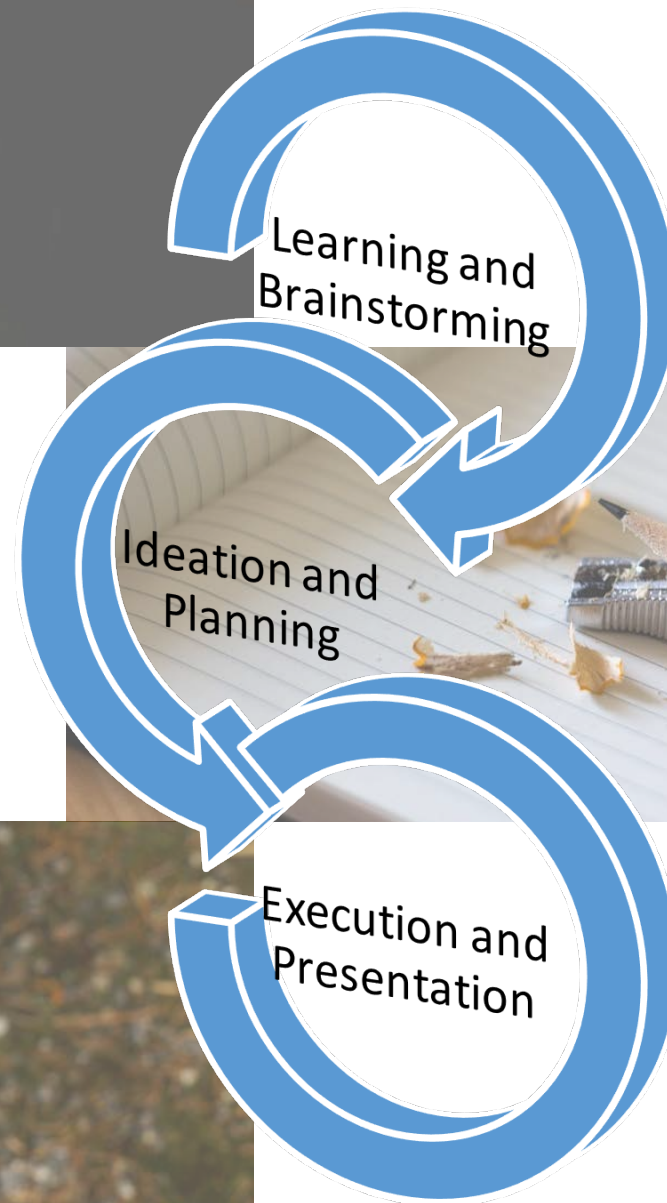 Learning and
Brainstorming
Ideation and
Planning
Execution and
Presentation